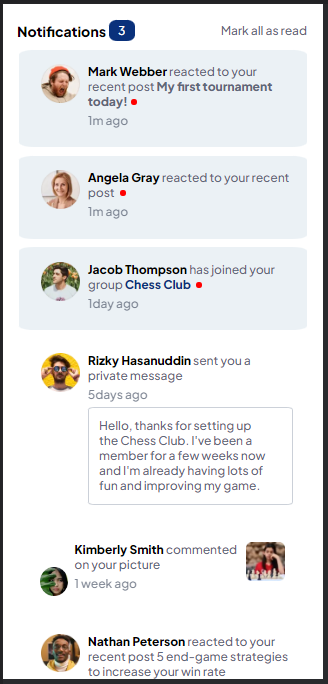 Notifications 3 Mark all as read
Mark Webber reacted to your
recent post My first tournament
today!
1m ago
Angela Gray reacted to your recent
post
1m ago
Jacob Thompson has joined your
group Chess Club
1day ago
Rizky Hasanuddin sent you a
private message
5days ago
Hello, thanks for setting up
the Chess Club. I've been a
member for a few weeks now
and I'm already having lots of
fun and improving my game.
Kimberly Smith commented
on your picture
1 week ago
Nathan Peterson reacted to your
recent post 5 end-game strategies
to increase your win rate